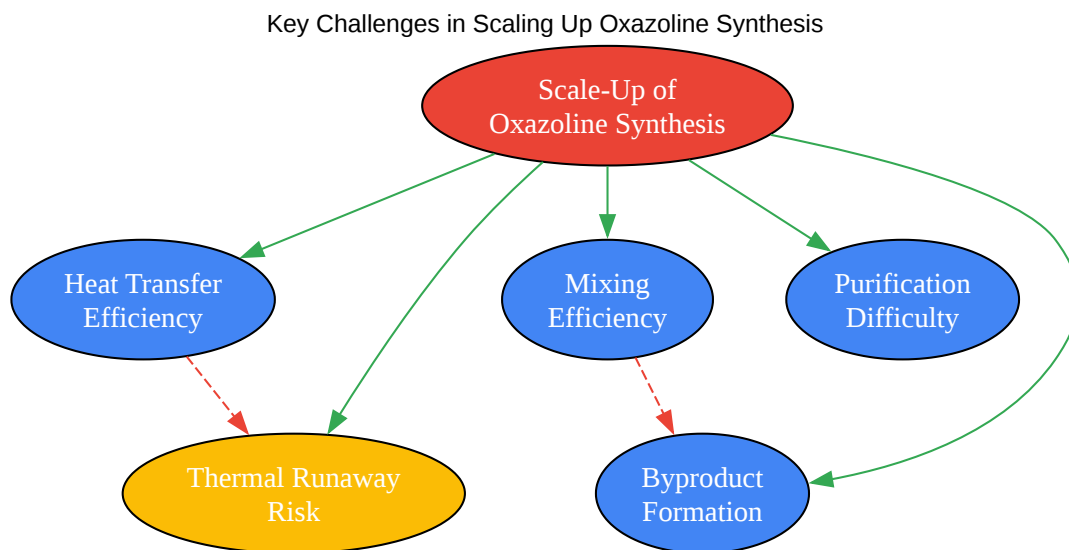 Key Challenges in Scaling Up Oxazoline Synthesis
Scale-Up of
Oxazoline Synthesis
Heat Transfer
Efficiency
Mixing
Efficiency
Purification
Difficulty
Thermal Runaway
Risk
Byproduct
Formation